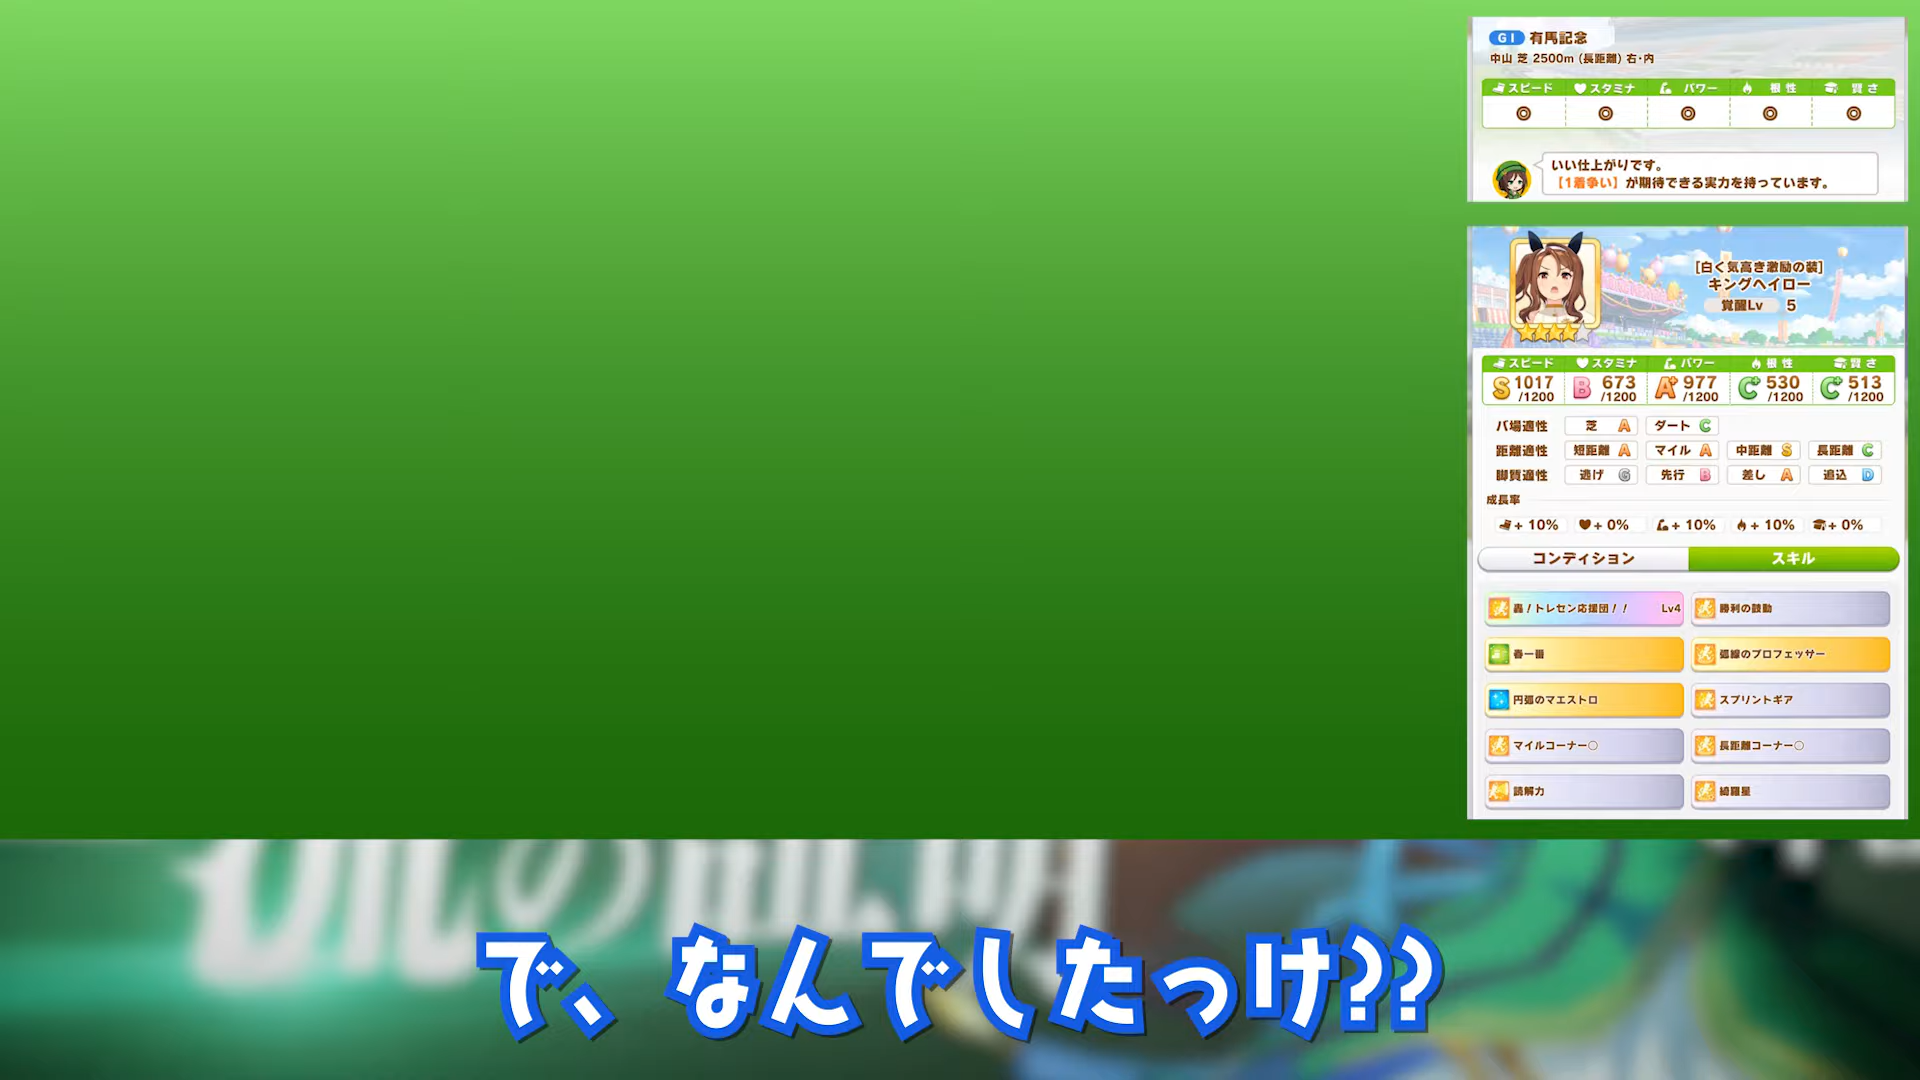 GI 有馬記念
中山 芝 2500m (長距離) 右・内
スピード スタミナ パワー 根性 賢さ
◎ ◎ ◎ ◎ ◎
いい仕上がりです。
【1着争い】が期待できる実力を持っています。
[白く気高き激励の装]
キングヘイロー
覚醒Lv 5
スピード スタミナ パワー 根性 賢さ
S 1017 B 673 A+ 977 C+ 530 C+ 513
/1200 /1200 /1200 /1200 /1200
バ場適性 芝 A ダート C
距離適性 短距離 A マイル A 中距離 S 長距離 C
脚質適性 逃げ G 先行 B 差し A 追込 D
成長率
+ 10% + 0% + 10% + 10% + 0%
コンディション スキル
轟！トレセン応援団！！ Lv4 勝利の鼓動
春一番 弧線のプロフェッサー
円弧のマエストロ スプリントギア
マイルコーナー○ 長距離コーナー○
読解力 綺羅星
で、なんでしたっけ??